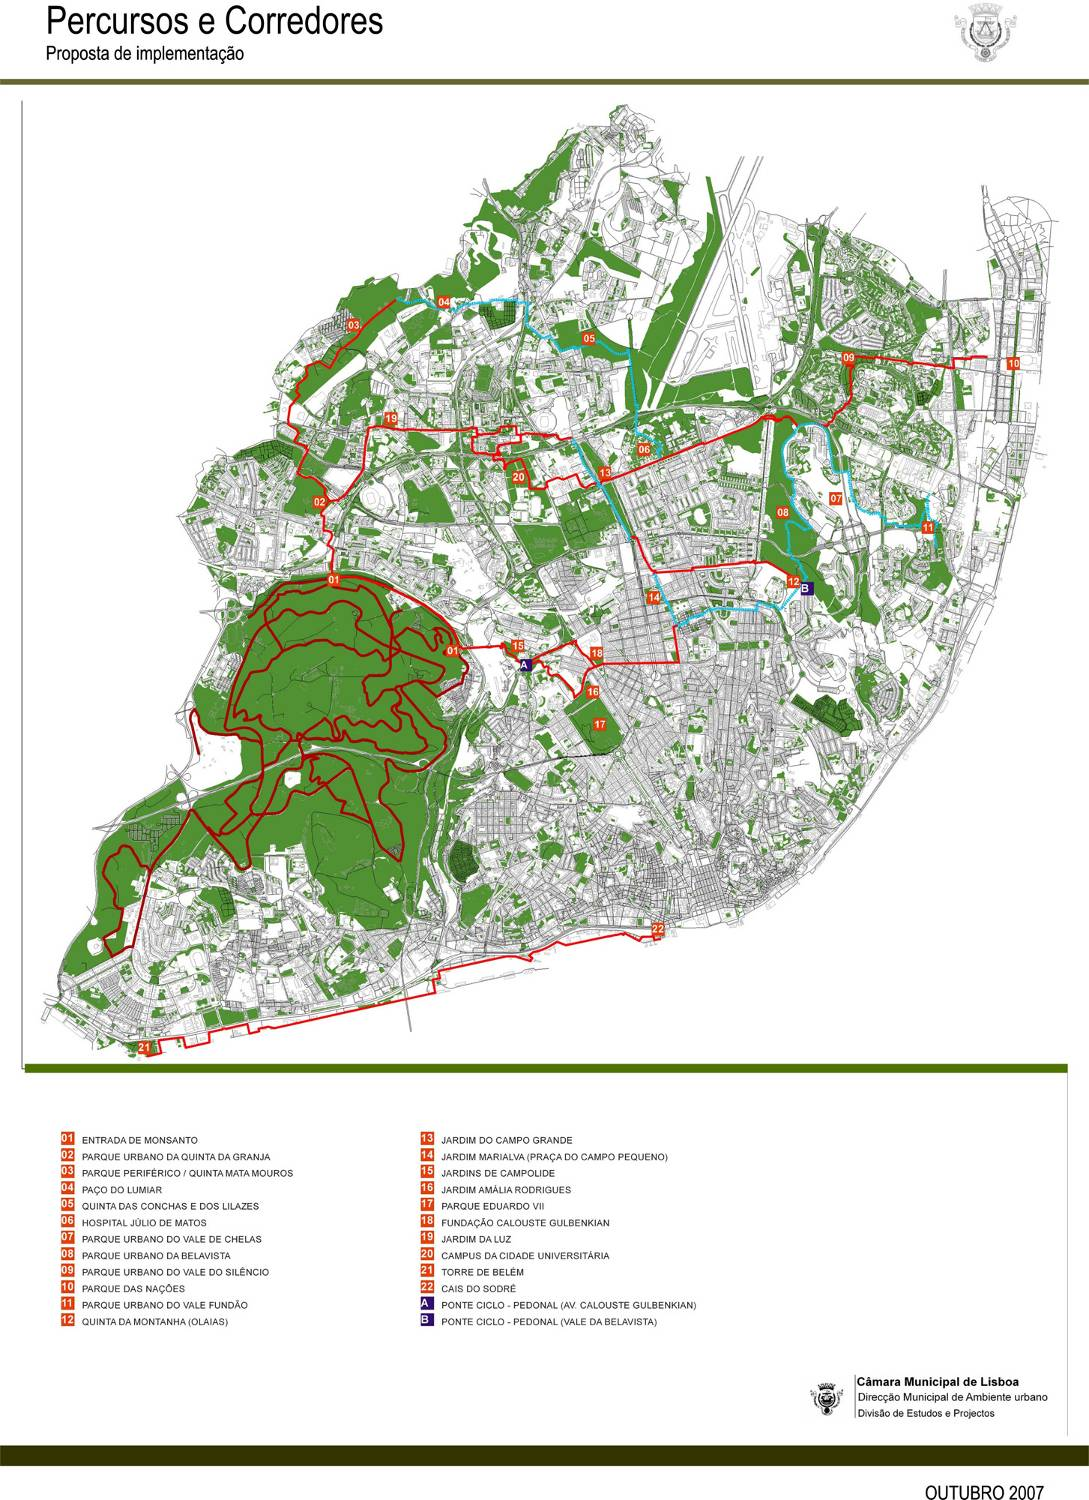 Percursos e Corredores
Proposta de implementação
04
03
05
09
10
19
06
13
20
02
07
08
11
01
12
B
14
01
15
18
A
16
17
22
21
01 ENTRADA DE MONSANTO
02 PARQUE URBANO DA QUINTA DA GRANJA
03 PARQUE PERIFÉRICO / QUINTA MATA MOUROS
04 PAÇO DO LUMIAR
05 QUINTA DAS CONCHAS E DOS LILAZES
06 HOSPITAL JÚLIO DE MATOS
07 PARQUE URBANO DO VALE DE CHELAS
08 PARQUE URBANO DA BELAVISTA
09 PARQUE URBANO DO VALE DO SILÊNCIO
10 PARQUE DAS NAÇÕES
11 PARQUE URBANO DO VALE FUNDÃO
12 QUINTA DA MONTANHA (OLAIAS)
13 JARDIM DO CAMPO GRANDE
14 JARDIM MARIALVA (PRAÇA DO CAMPO PEQUENO)
15 JARDINS DE CAMPOLIDE
16 JARDIM AMÁLIA RODRIGUES
17 PARQUE EDUARDO VII
18 FUNDAÇÃO CALOUSTE GULBENKIAN
19 JARDIM DA LUZ
20 CAMPUS DA CIDADE UNIVERSITÁRIA
21 TORRE DE BELÉM
22 CAIS DO SODRÉ
A PONTE CICLO - PEDONAL (AV. CALOUSTE GULBENKIAN)
B PONTE CICLO - PEDONAL (VALE DA BELAVISTA)
Câmara Municipal de Lisboa
Direcção Municipal de Ambiente urbano
Divisão de Estudos e Projectos
OUTUBRO 2007